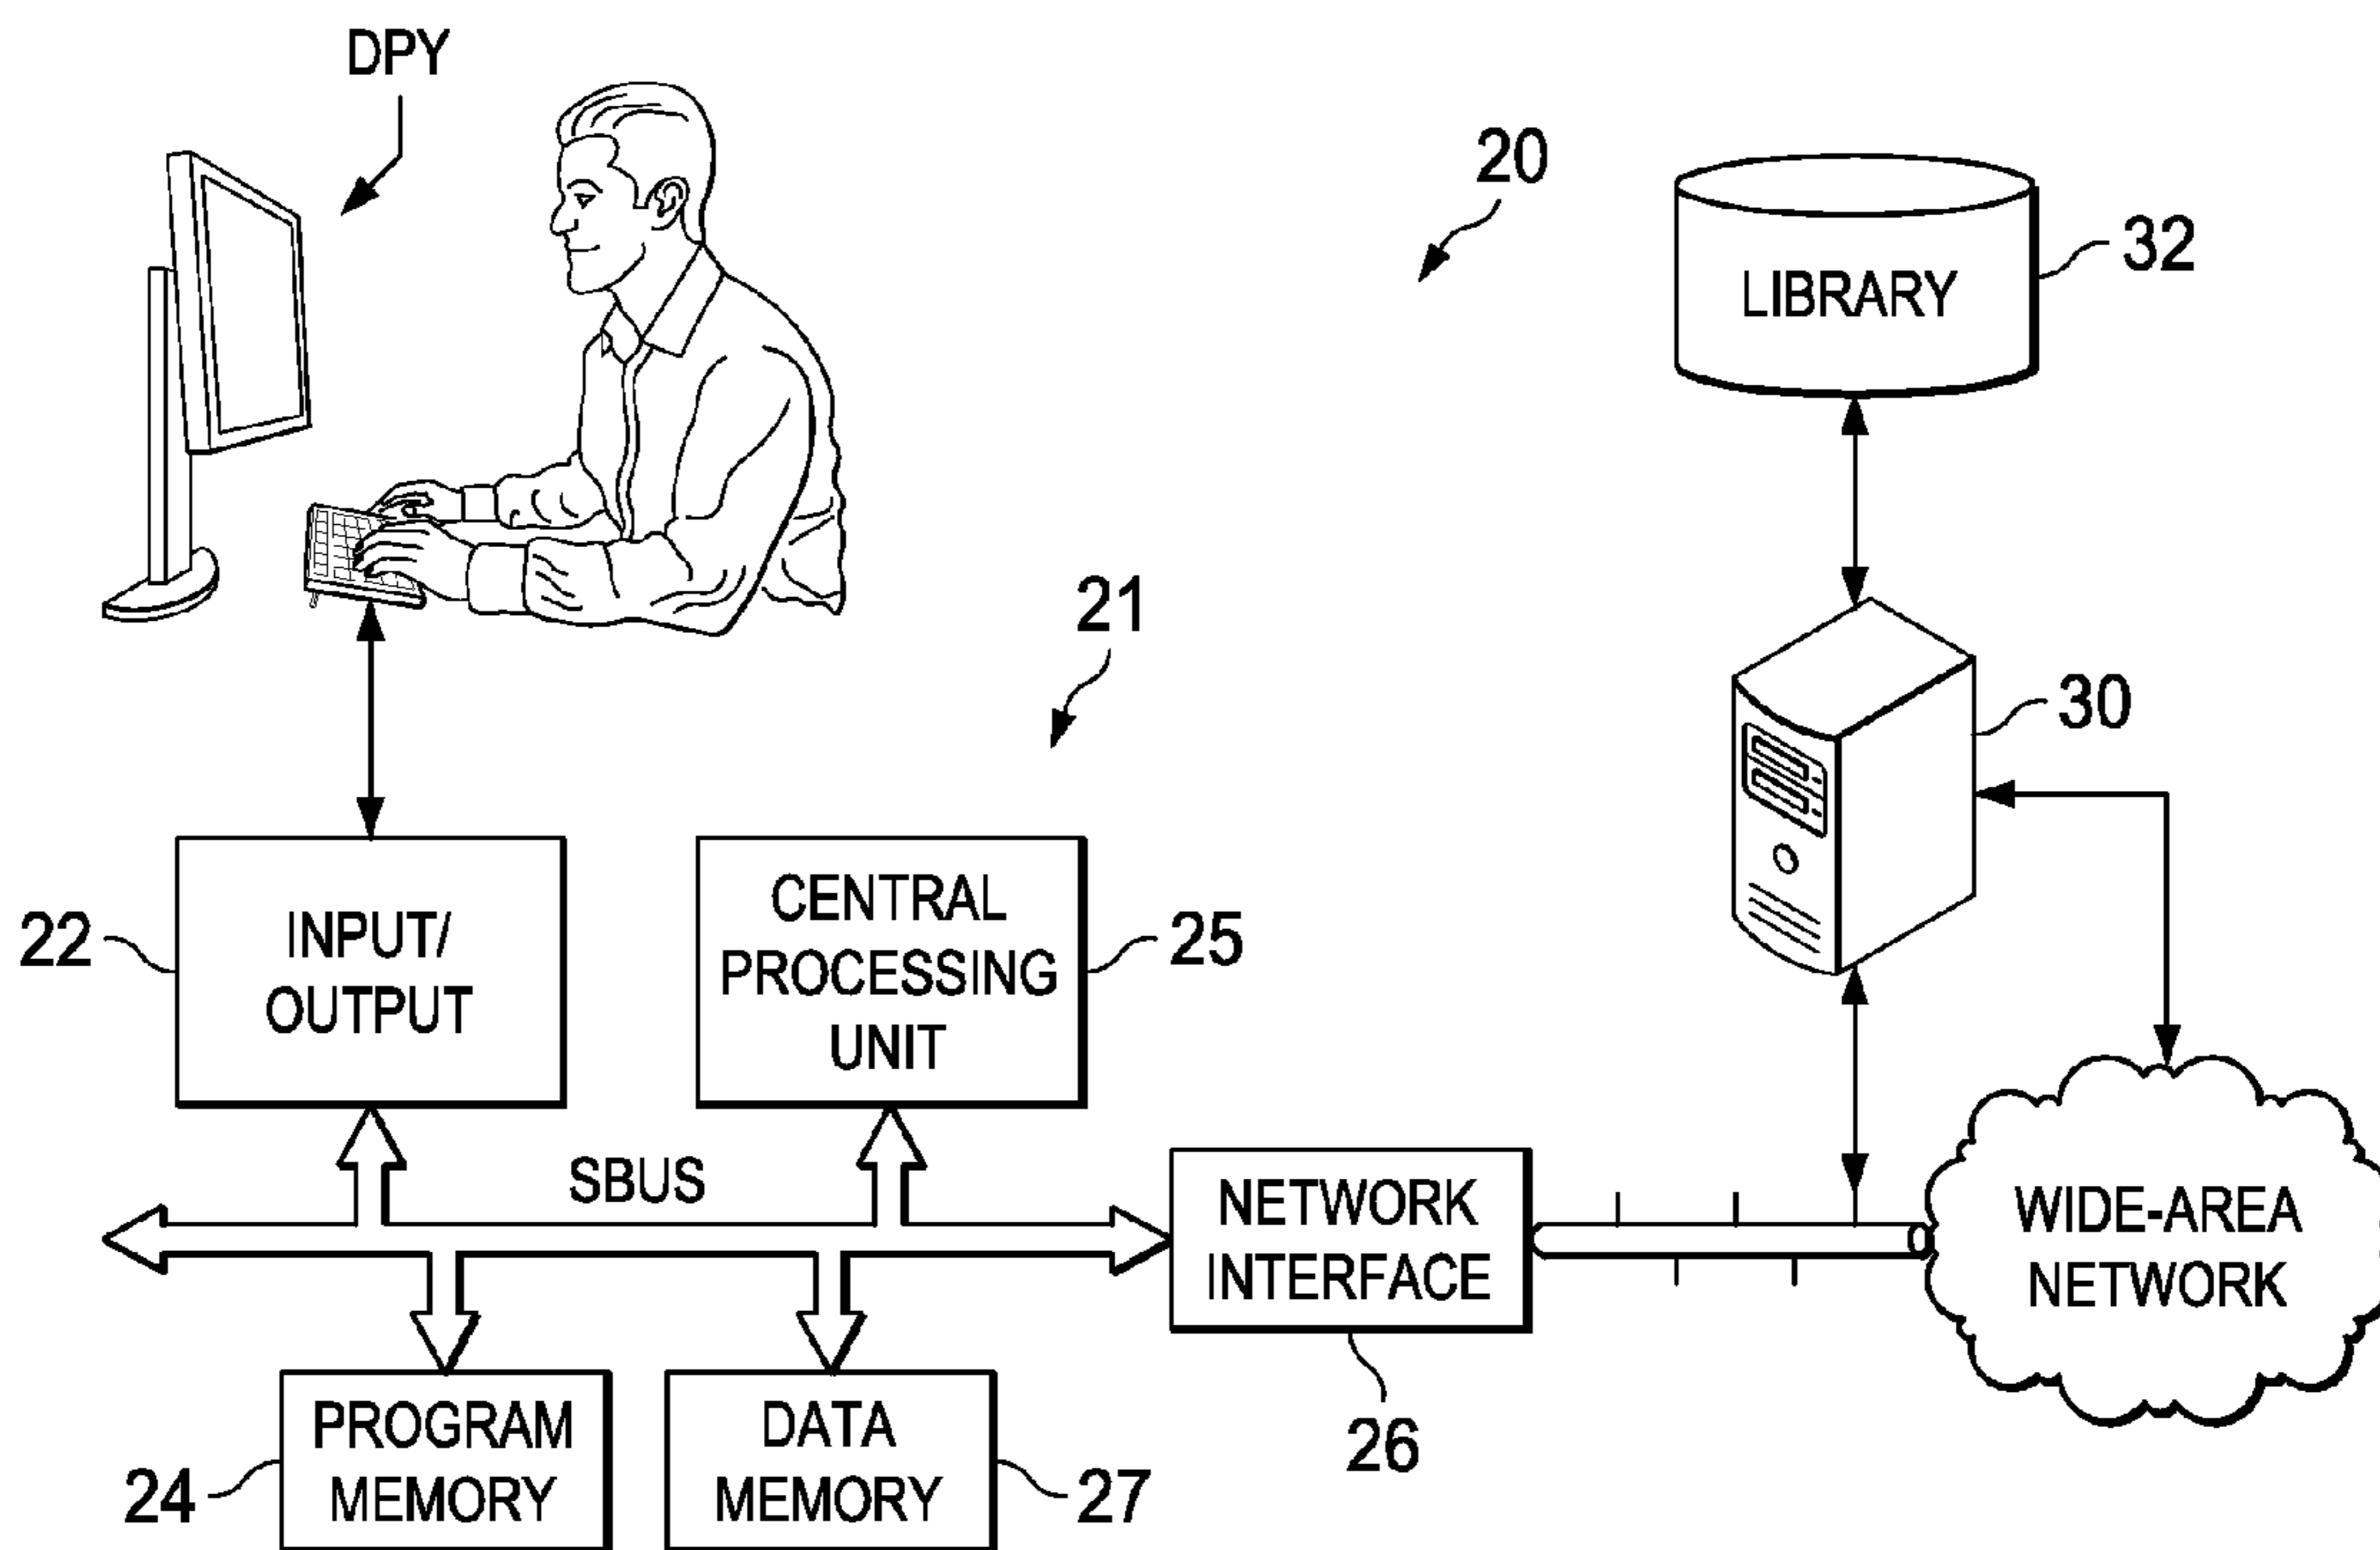 DPY
20
32
LIBRARY
21
30
22
INPUT/
OUTPUT
CENTRAL
PROCESSING
UNIT
25
SBUS
NETWORK
INTERFACE
WIDE-AREA
NETWORK
PROGRAM
MEMORY
24
DATA
MEMORY
27
26